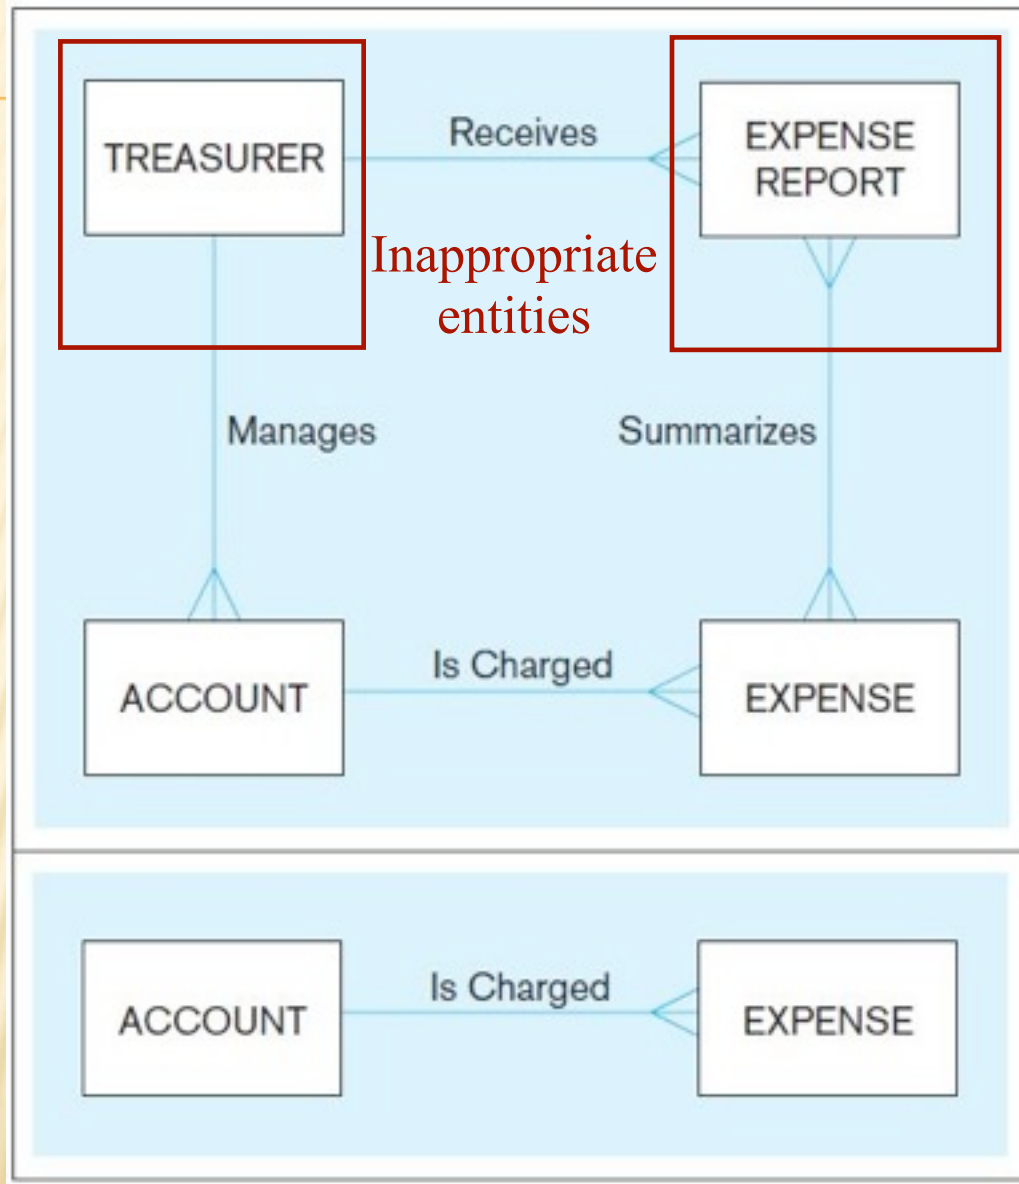 TREASURER
Receives
EXPENSE
REPORT
Inappropriate
entities
Manages
Summarizes
ACCOUNT
Is Charged
EXPENSE
ACCOUNT
Is Charged
EXPENSE